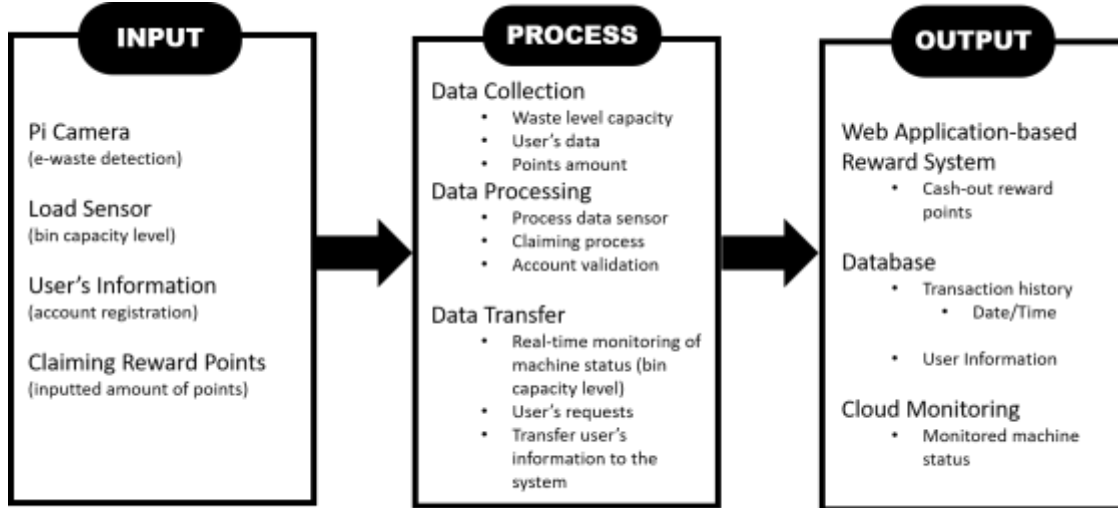 INPUT
Pi Camera
(e-waste detection)
Load Sensor
(bin capacity level)
User's Information
(account registration)
Claiming Reward Points
(inputted amount of points)
PROCESS
Data Collection
• Waste level capacity
• User's data
• Points amount
Data Processing
• Process data sensor
• Claiming process
• Account validation
Data Transfer
• Real-time monitoring of
machine status (bin
capacity level)
• User's requests
• Transfer user's
information to the
system
OUTPUT
Web Application-based
Reward System
• Cash-out reward
points
Database
• Transaction history
• Date/Time
• User Information
Cloud Monitoring
• Monitored machine
status